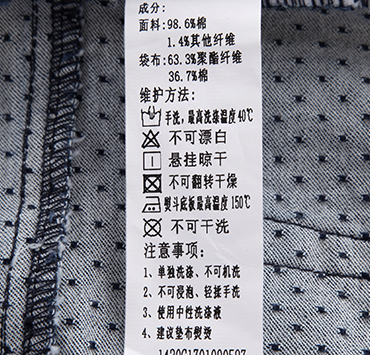 成分:
面料:98.6%棉
1.4%其他纤维
袋布:63.3%聚酯纤维
36.7%棉
维护方法:
手洗,最高洗涤温度40℃
不可漂白
悬挂晾干
不可翻转干燥
熨斗底板最高温度150℃
不可干洗
注意事项:
1、单独洗涤、不可机洗
2、不可浸泡、轻揉手洗
3、使用中性洗涤液
4、建议垫布熨烫